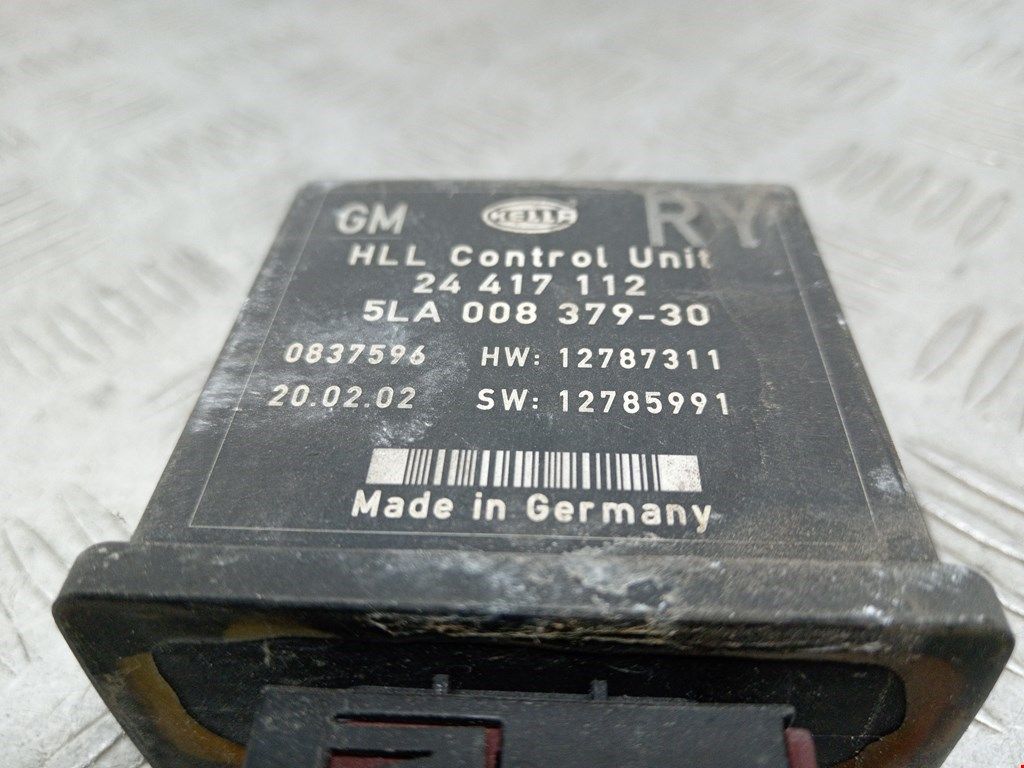 GM HELLA RY
HLL Control Unit
24 417 112
5LA 008 379-30
0837596 HW: 12787311
20.02.02 SW: 12785991
Made in Germany